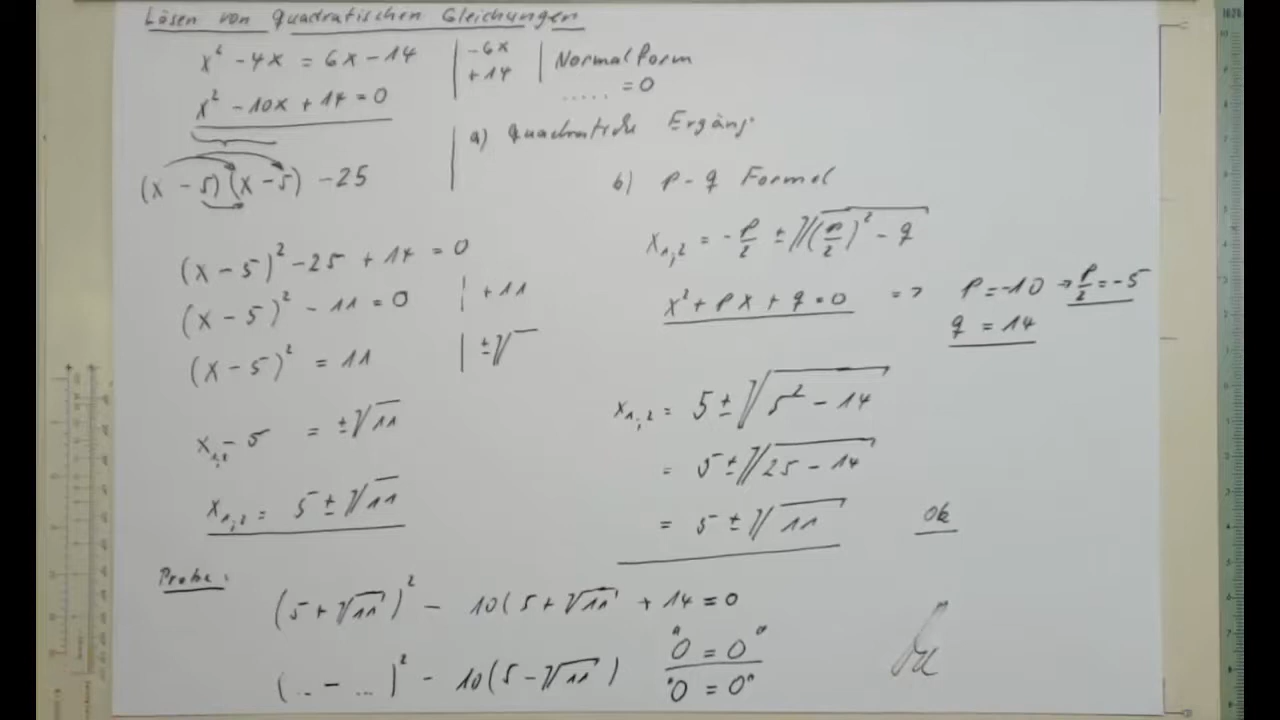 Lösen von quadratischen Gleichungen
x² - 4x = 6x - 14 | -6x +14 | Normalform ..... = 0
x² - 10x + 14 = 0
a) quadratische Ergänz.
(x - 5)(x - 5) - 25
(x - 5)² - 25 + 14 = 0
(x - 5)² - 11 = 0 | + 11
(x - 5)² = 11 | ±√
x₁,₂ - 5 = ±√11
x₁;₂ = 5 ± √11
b) p - q Formel
x₁;₂ = -p/2 ± √((p/2)² - q)
x² + px + q = 0 => p = -10 → p/2 = -5
q = 14
x₁;₂ = 5 ± √(5² - 14)
= 5 ± √(25 - 14)
= 5 ± √11 ok
Probe:
(5 + √11)² - 10(5 + √11 + 14 = 0
"0 = 0"
(.. - ...)² - 10(5 - √11) "0 = 0"